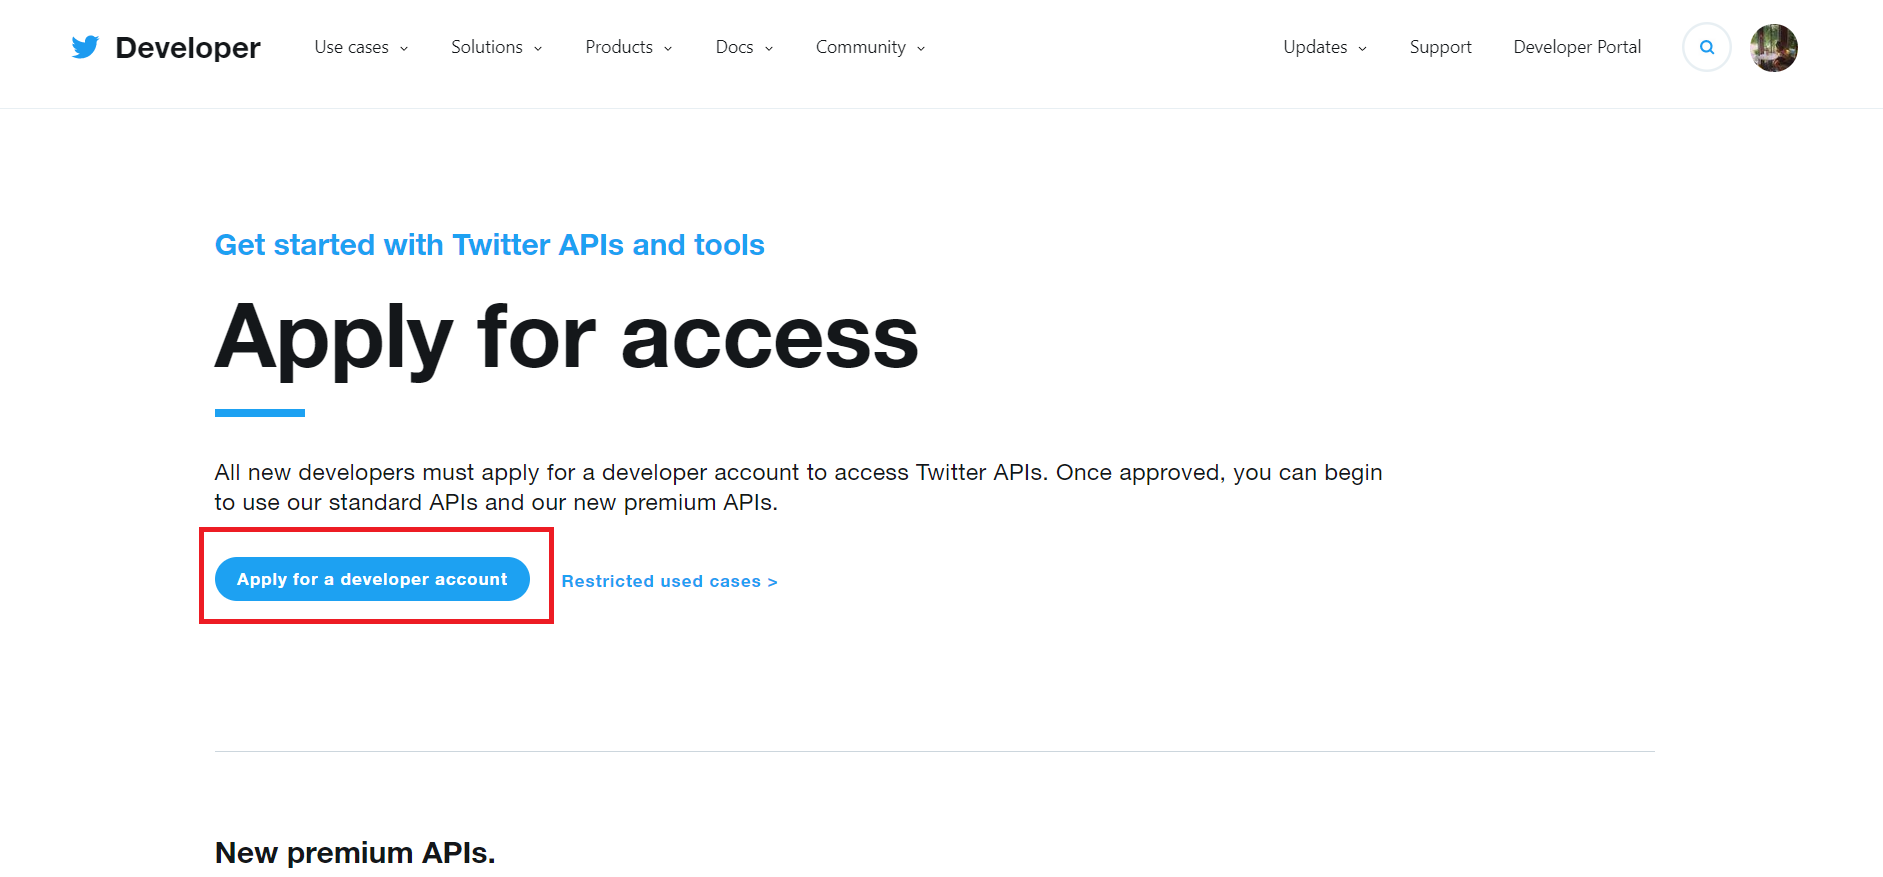 Developer Use cases Solutions Products Docs Community Updates Support Developer Portal
Get started with Twitter APIs and tools
Apply for access
All new developers must apply for a developer account to access Twitter APIs. Once approved, you can begin
to use our standard APIs and our new premium APIs.
Apply for a developer account Restricted used cases >
New premium APIs.